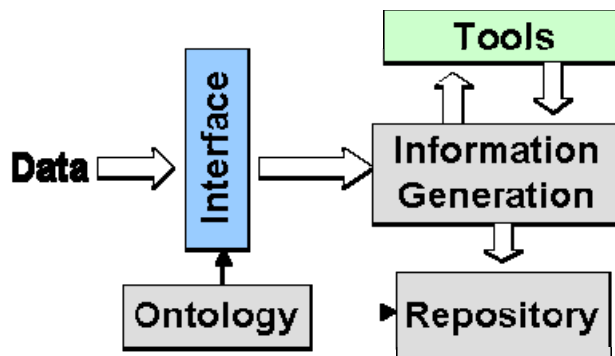 Tools
Data
Interface
Information
Generation
Ontology
Repository